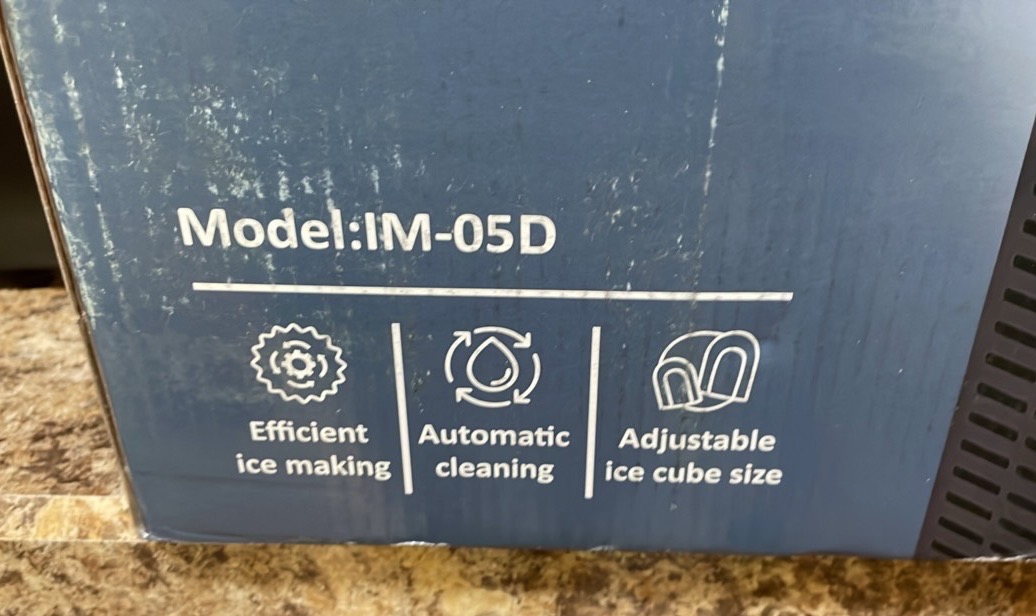 Model:IM-05D
Efficient
ice making
Automatic
cleaning
Adjustable
ice cube size